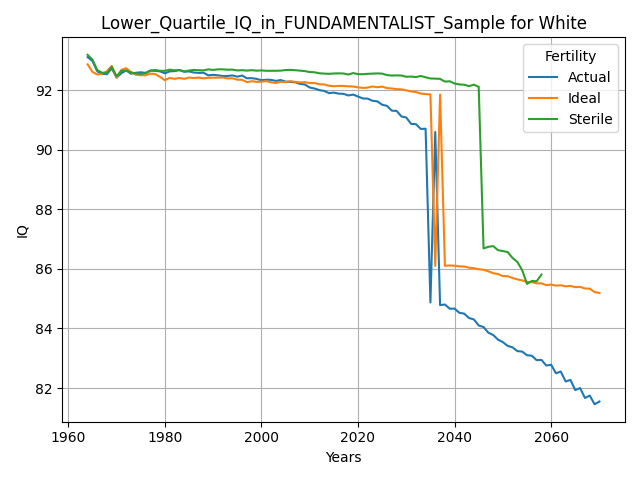 Lower_Quartile_IQ_in_FUNDAMENTALIST_Sample for White
Fertility
Actual
Ideal
Sterile
92
90
88
86
84
82
IQ
1960
1980
2000
2020
2040
2060
Years